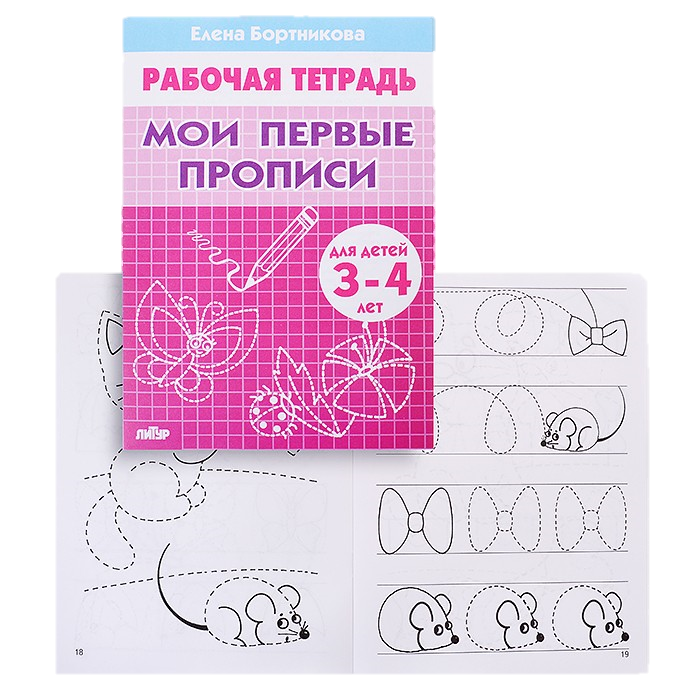 Елена Бортникова
РАБОЧАЯ ТЕТРАДЬ
МОИ ПЕРВЫЕ
ПРОПИСИ
для детей
3-4
лет
ЛИТУР
18
19